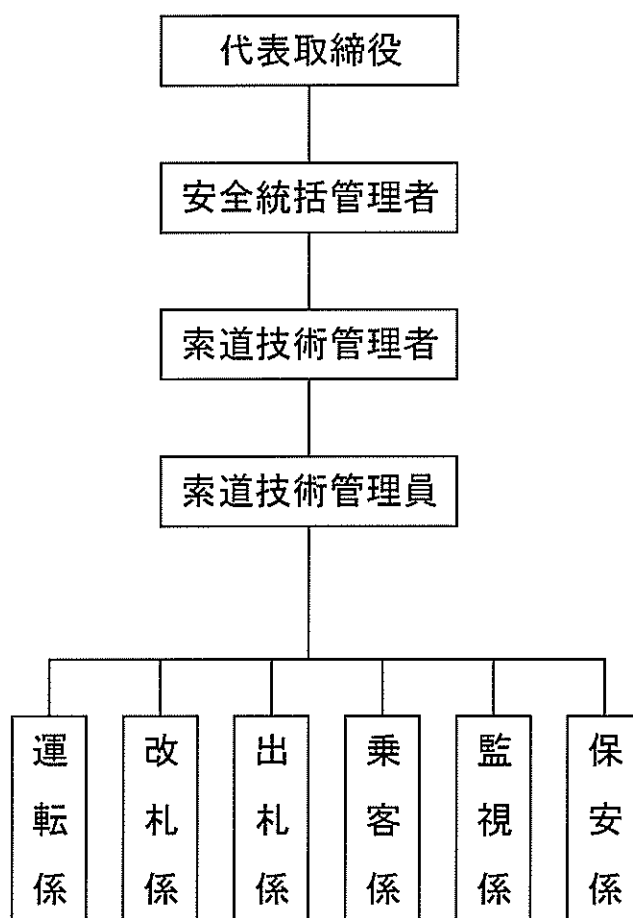 代表取締役
安全統括管理者
索道技術管理者
索道技術管理員
運転係
改札係
出札係
乗客係
監視係
保安係